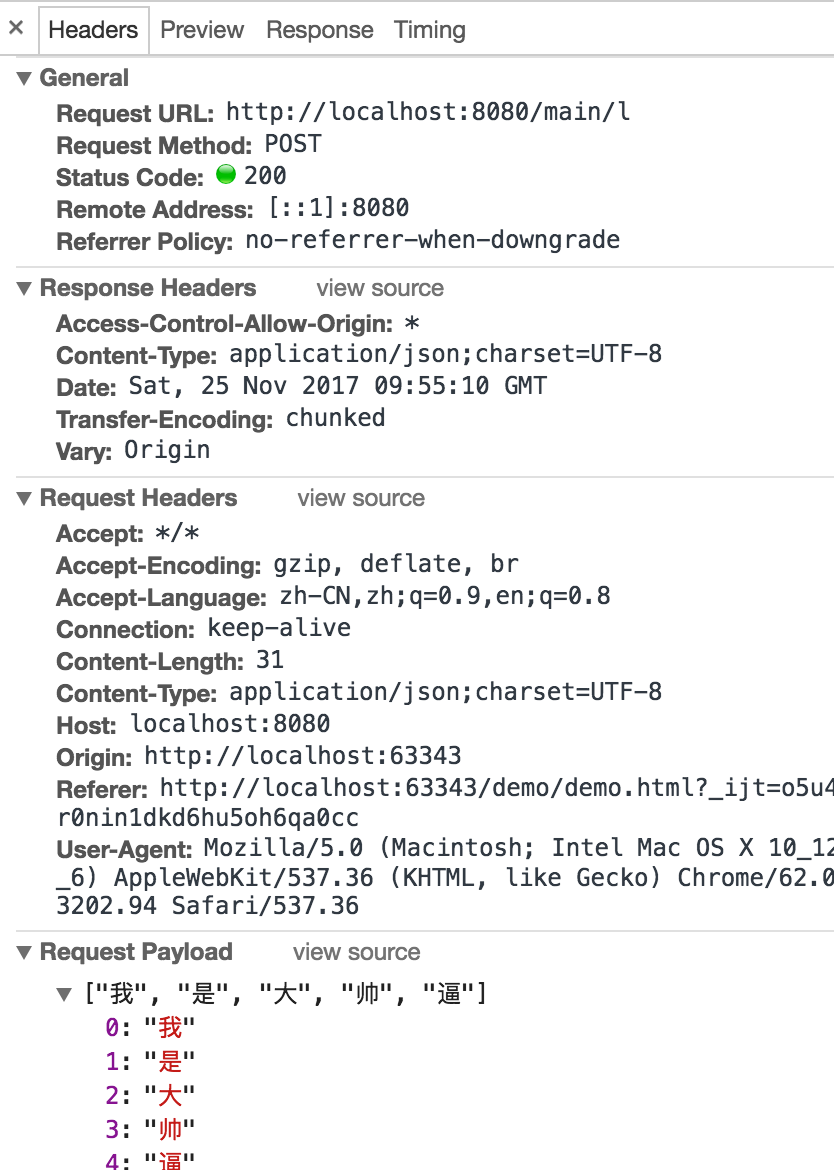 × Headers Preview Response Timing
▼ General
Request URL: http://localhost:8080/main/l
Request Method: POST
Status Code: 200
Remote Address: [::1]:8080
Referrer Policy: no-referrer-when-downgrade
▼ Response Headers view source
Access-Control-Allow-Origin: *
Content-Type: application/json;charset=UTF-8
Date: Sat, 25 Nov 2017 09:55:10 GMT
Transfer-Encoding: chunked
Vary: Origin
▼ Request Headers view source
Accept: */*
Accept-Encoding: gzip, deflate, br
Accept-Language: zh-CN,zh;q=0.9,en;q=0.8
Connection: keep-alive
Content-Length: 31
Content-Type: application/json;charset=UTF-8
Host: localhost:8080
Origin: http://localhost:63343
Referer: http://localhost:63343/demo/demo.html?_ijt=o5u4
r0nin1dkd6hu5oh6qa0cc
User-Agent: Mozilla/5.0 (Macintosh; Intel Mac OS X 10_12
_6) AppleWebKit/537.36 (KHTML, like Gecko) Chrome/62.0
3202.94 Safari/537.36
▼ Request Payload view source
▼ ["我", "是", "大", "帅", "逼"]
0: "我"
1: "是"
2: "大"
3: "帅"
4: "逼"